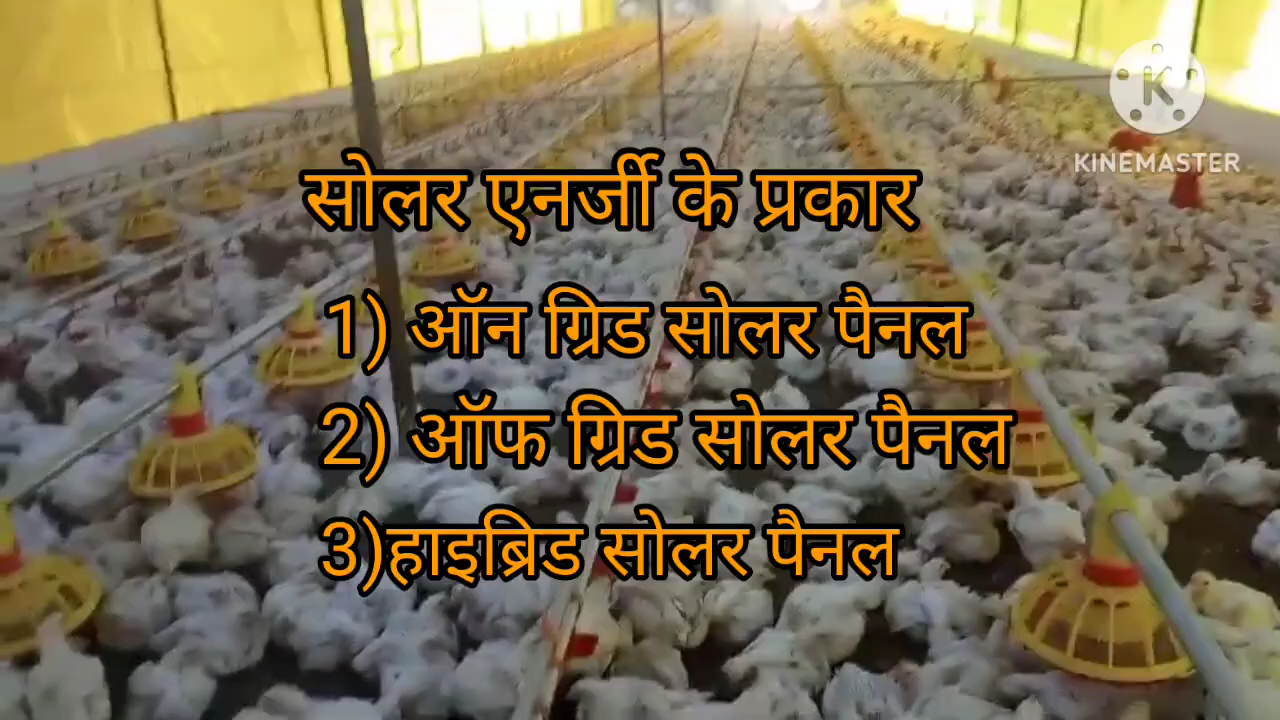 K
KINEMASTER
सोलर एनर्जी के प्रकार
1) ऑन ग्रिड सोलर पैनल
2) ऑफ ग्रिड सोलर पैनल
3)हाइब्रिड सोलर पैनल